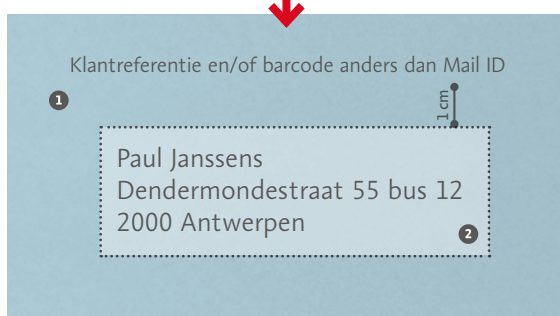 Klantreferentie en/of barcode anders dan Mail ID
1
1 cm
Paul Janssens
Dendermondestraat 55 bus 12
2000 Antwerpen
2